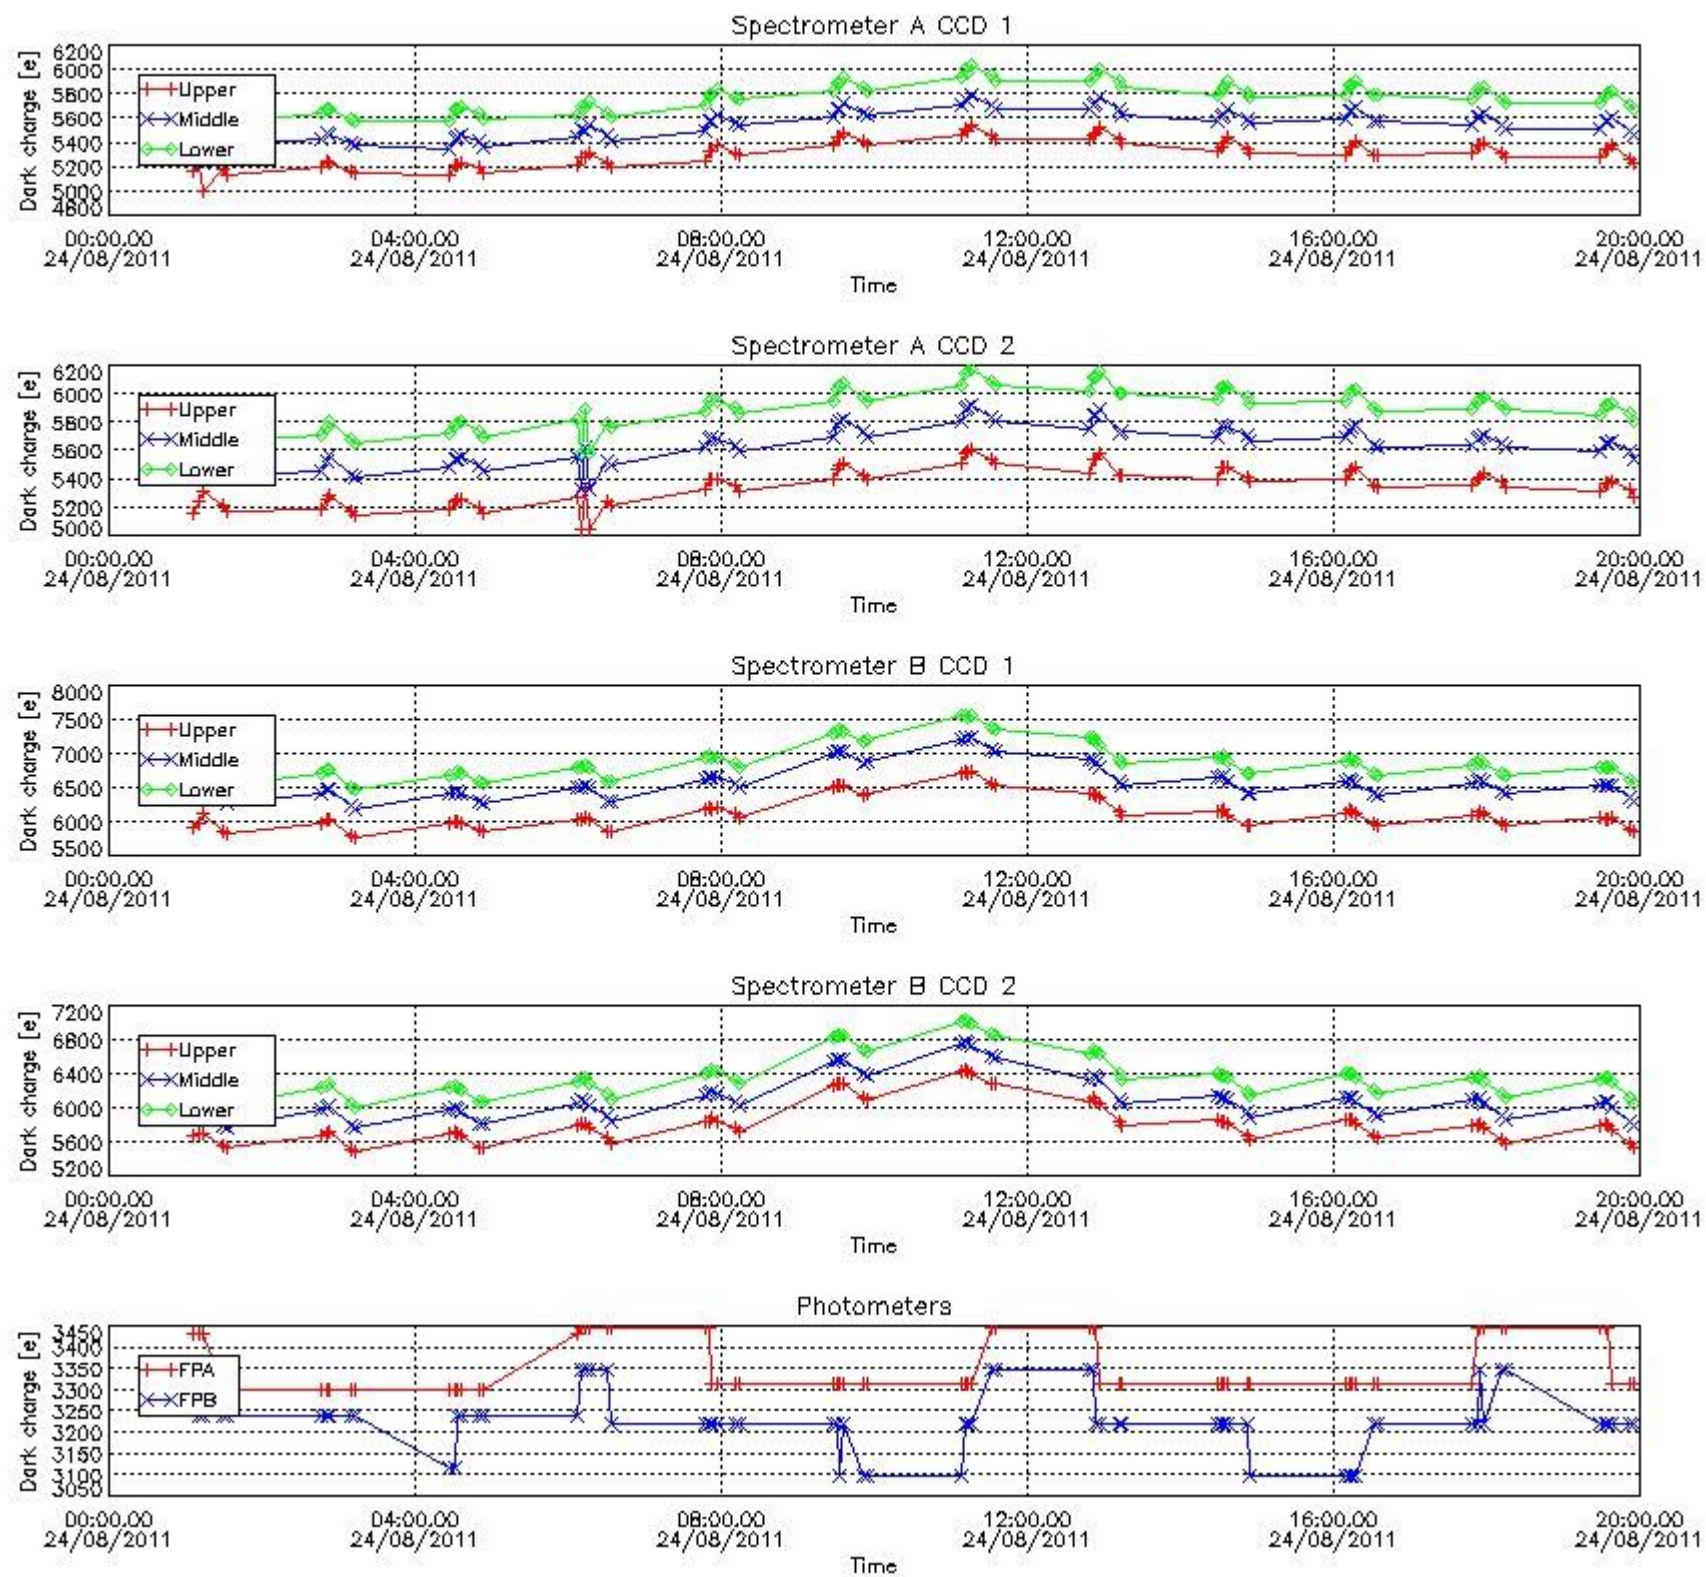 Spectrometer A CCD 1
Dark charge [e]
6200
6000
5800
5600
5400
5200
5000
4800
Upper
Middle
Lower
00:00.00 04:00.00 08:00.00 12:00.00 16:00.00 20:00.00
24/08/2011 24/08/2011 24/08/2011 24/08/2011 24/08/2011 24/08/2011
Time
Spectrometer A CCD 2
Dark charge [e]
6200
6000
5800
5600
5400
5200
5000
Upper
Middle
Lower
00:00.00 04:00.00 08:00.00 12:00.00 16:00.00 20:00.00
24/08/2011 24/08/2011 24/08/2011 24/08/2011 24/08/2011 24/08/2011
Time
Spectrometer B CCD 1
Dark charge [e]
8000
7500
7000
6500
6000
5500
Upper
Middle
Lower
00:00.00 04:00.00 08:00.00 12:00.00 16:00.00 20:00.00
24/08/2011 24/08/2011 24/08/2011 24/08/2011 24/08/2011 24/08/2011
Time
Spectrometer B CCD 2
Dark charge [e]
7200
6800
6400
6000
5600
5200
Upper
Middle
Lower
00:00.00 04:00.00 08:00.00 12:00.00 16:00.00 20:00.00
24/08/2011 24/08/2011 24/08/2011 24/08/2011 24/08/2011 24/08/2011
Time
Photometers
Dark charge [e]
3450
3400
3350
3300
3250
3200
3150
3100
3050
FPA
FPB
00:00.00 04:00.00 08:00.00 12:00.00 16:00.00 20:00.00
24/08/2011 24/08/2011 24/08/2011 24/08/2011 24/08/2011 24/08/2011
Time